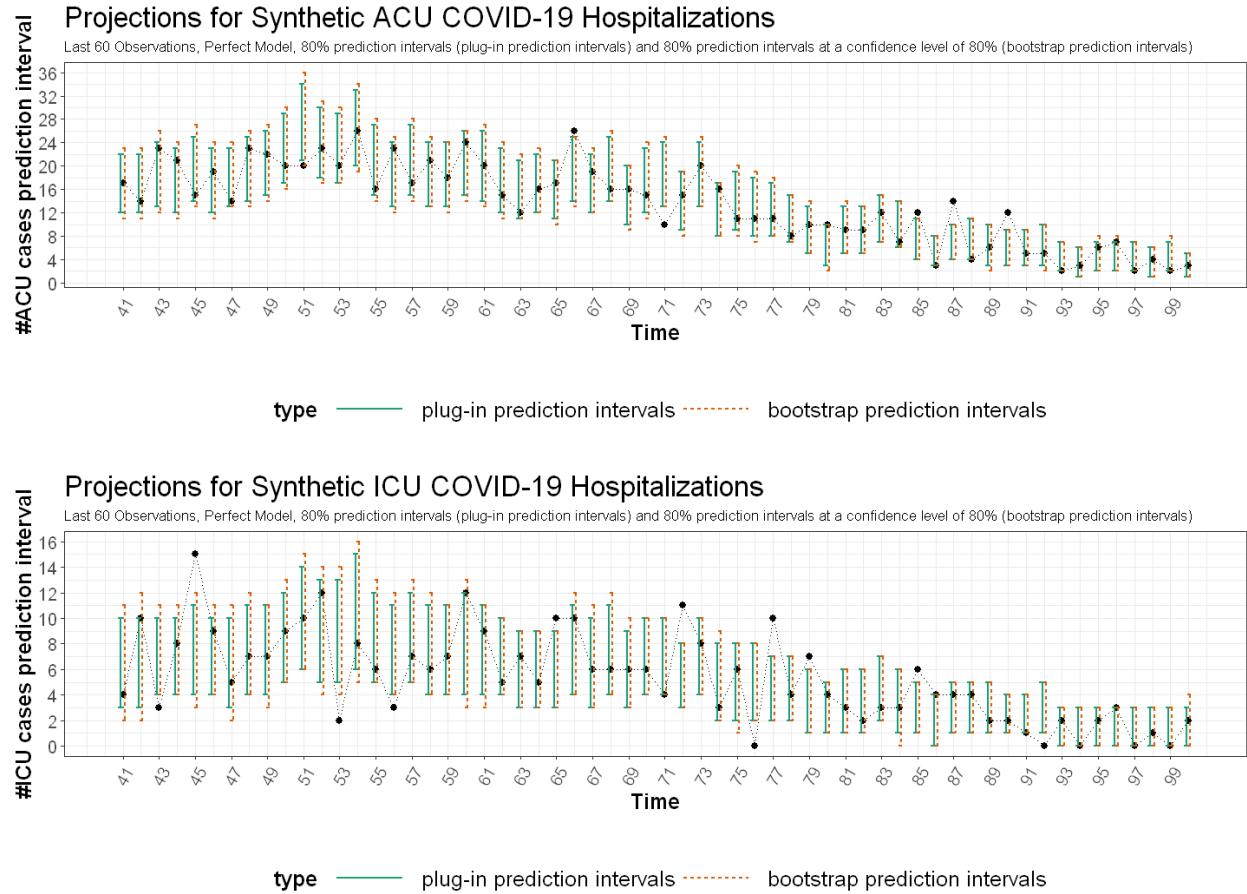 Projections for Synthetic ACU COVID-19 Hospitalizations
Last 60 Observations, Perfect Model, 80% prediction intervals (plug-in prediction intervals) and 80% prediction intervals at a confidence level of 80% (bootstrap prediction intervals)
#ACU cases prediction interval
36
32
28
24
20
16
12
8
4
0
41 43 45 47 49 51 53 55 57 59 61 63 65 67 69 71 73 75 77 79 81 83 85 87 89 91 93 95 97 99
Time
type plug-in prediction intervals bootstrap prediction intervals
Projections for Synthetic ICU COVID-19 Hospitalizations
Last 60 Observations, Perfect Model, 80% prediction intervals (plug-in prediction intervals) and 80% prediction intervals at a confidence level of 80% (bootstrap prediction intervals)
#ICU cases prediction interval
16
14
12
10
8
6
4
2
0
41 43 45 47 49 51 53 55 57 59 61 63 65 67 69 71 73 75 77 79 81 83 85 87 89 91 93 95 97 99
Time
type plug-in prediction intervals bootstrap prediction intervals